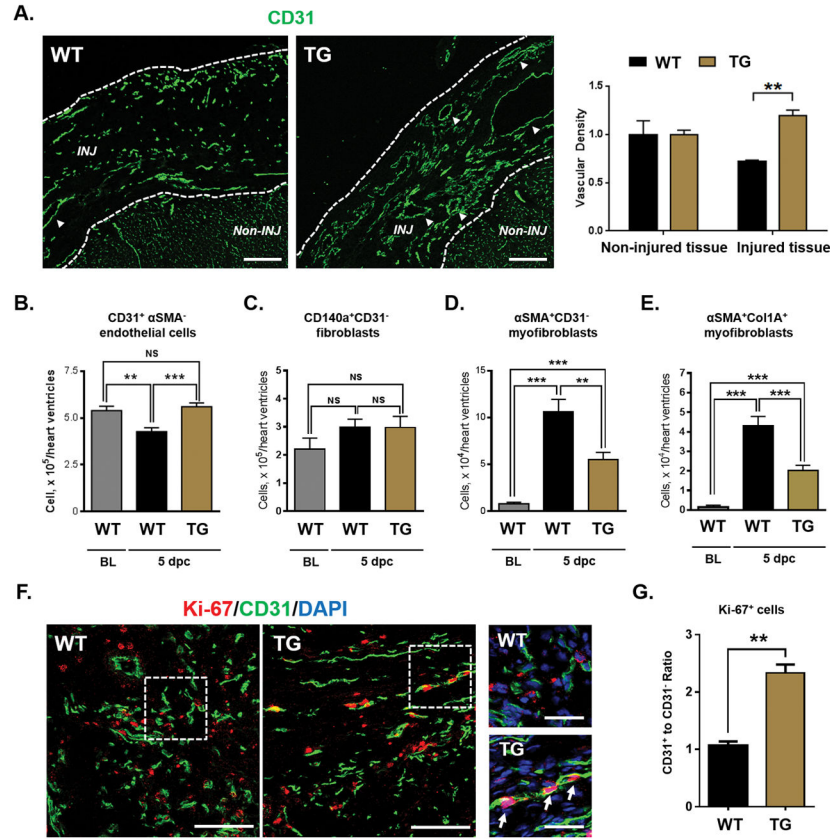 A.
CD31
WT
INJ
Non-INJ
TG
INJ
Non-INJ
WT TG
Vascular Density
1.5
1.0
0.5
0.0
**
Non-injured tissue Injured tissue
B.
CD31⁺ αSMA⁻
endothelial cells
Cell, x 10⁵/heart ventricles
7.5
5.0
2.5
0
NS
** ***
WT WT TG
BL 5 dpc
C.
CD140a⁺CD31⁻
fibroblasts
Cells, x 10⁵/heart ventricles
5
4
3
2
1
0
NS
NS NS
WT WT TG
BL 5 dpc
D.
αSMA⁺CD31⁻
myofibroblasts
Cells, x 10⁴/heart ventricles
15
10
5
0
***
*** **
WT WT TG
BL 5 dpc
E.
αSMA⁺Col1A⁺
myofibroblasts
Cells, x 10⁴/heart ventricles
7
6
5
4
3
2
1
0
***
*** ***
WT WT TG
BL 5 dpc
F.
Ki-67/CD31/DAPI
WT
TG
WT
TG
G.
Ki-67⁺ cells
CD31⁺ to CD31⁻ Ratio
3
2
1
0
**
WT TG